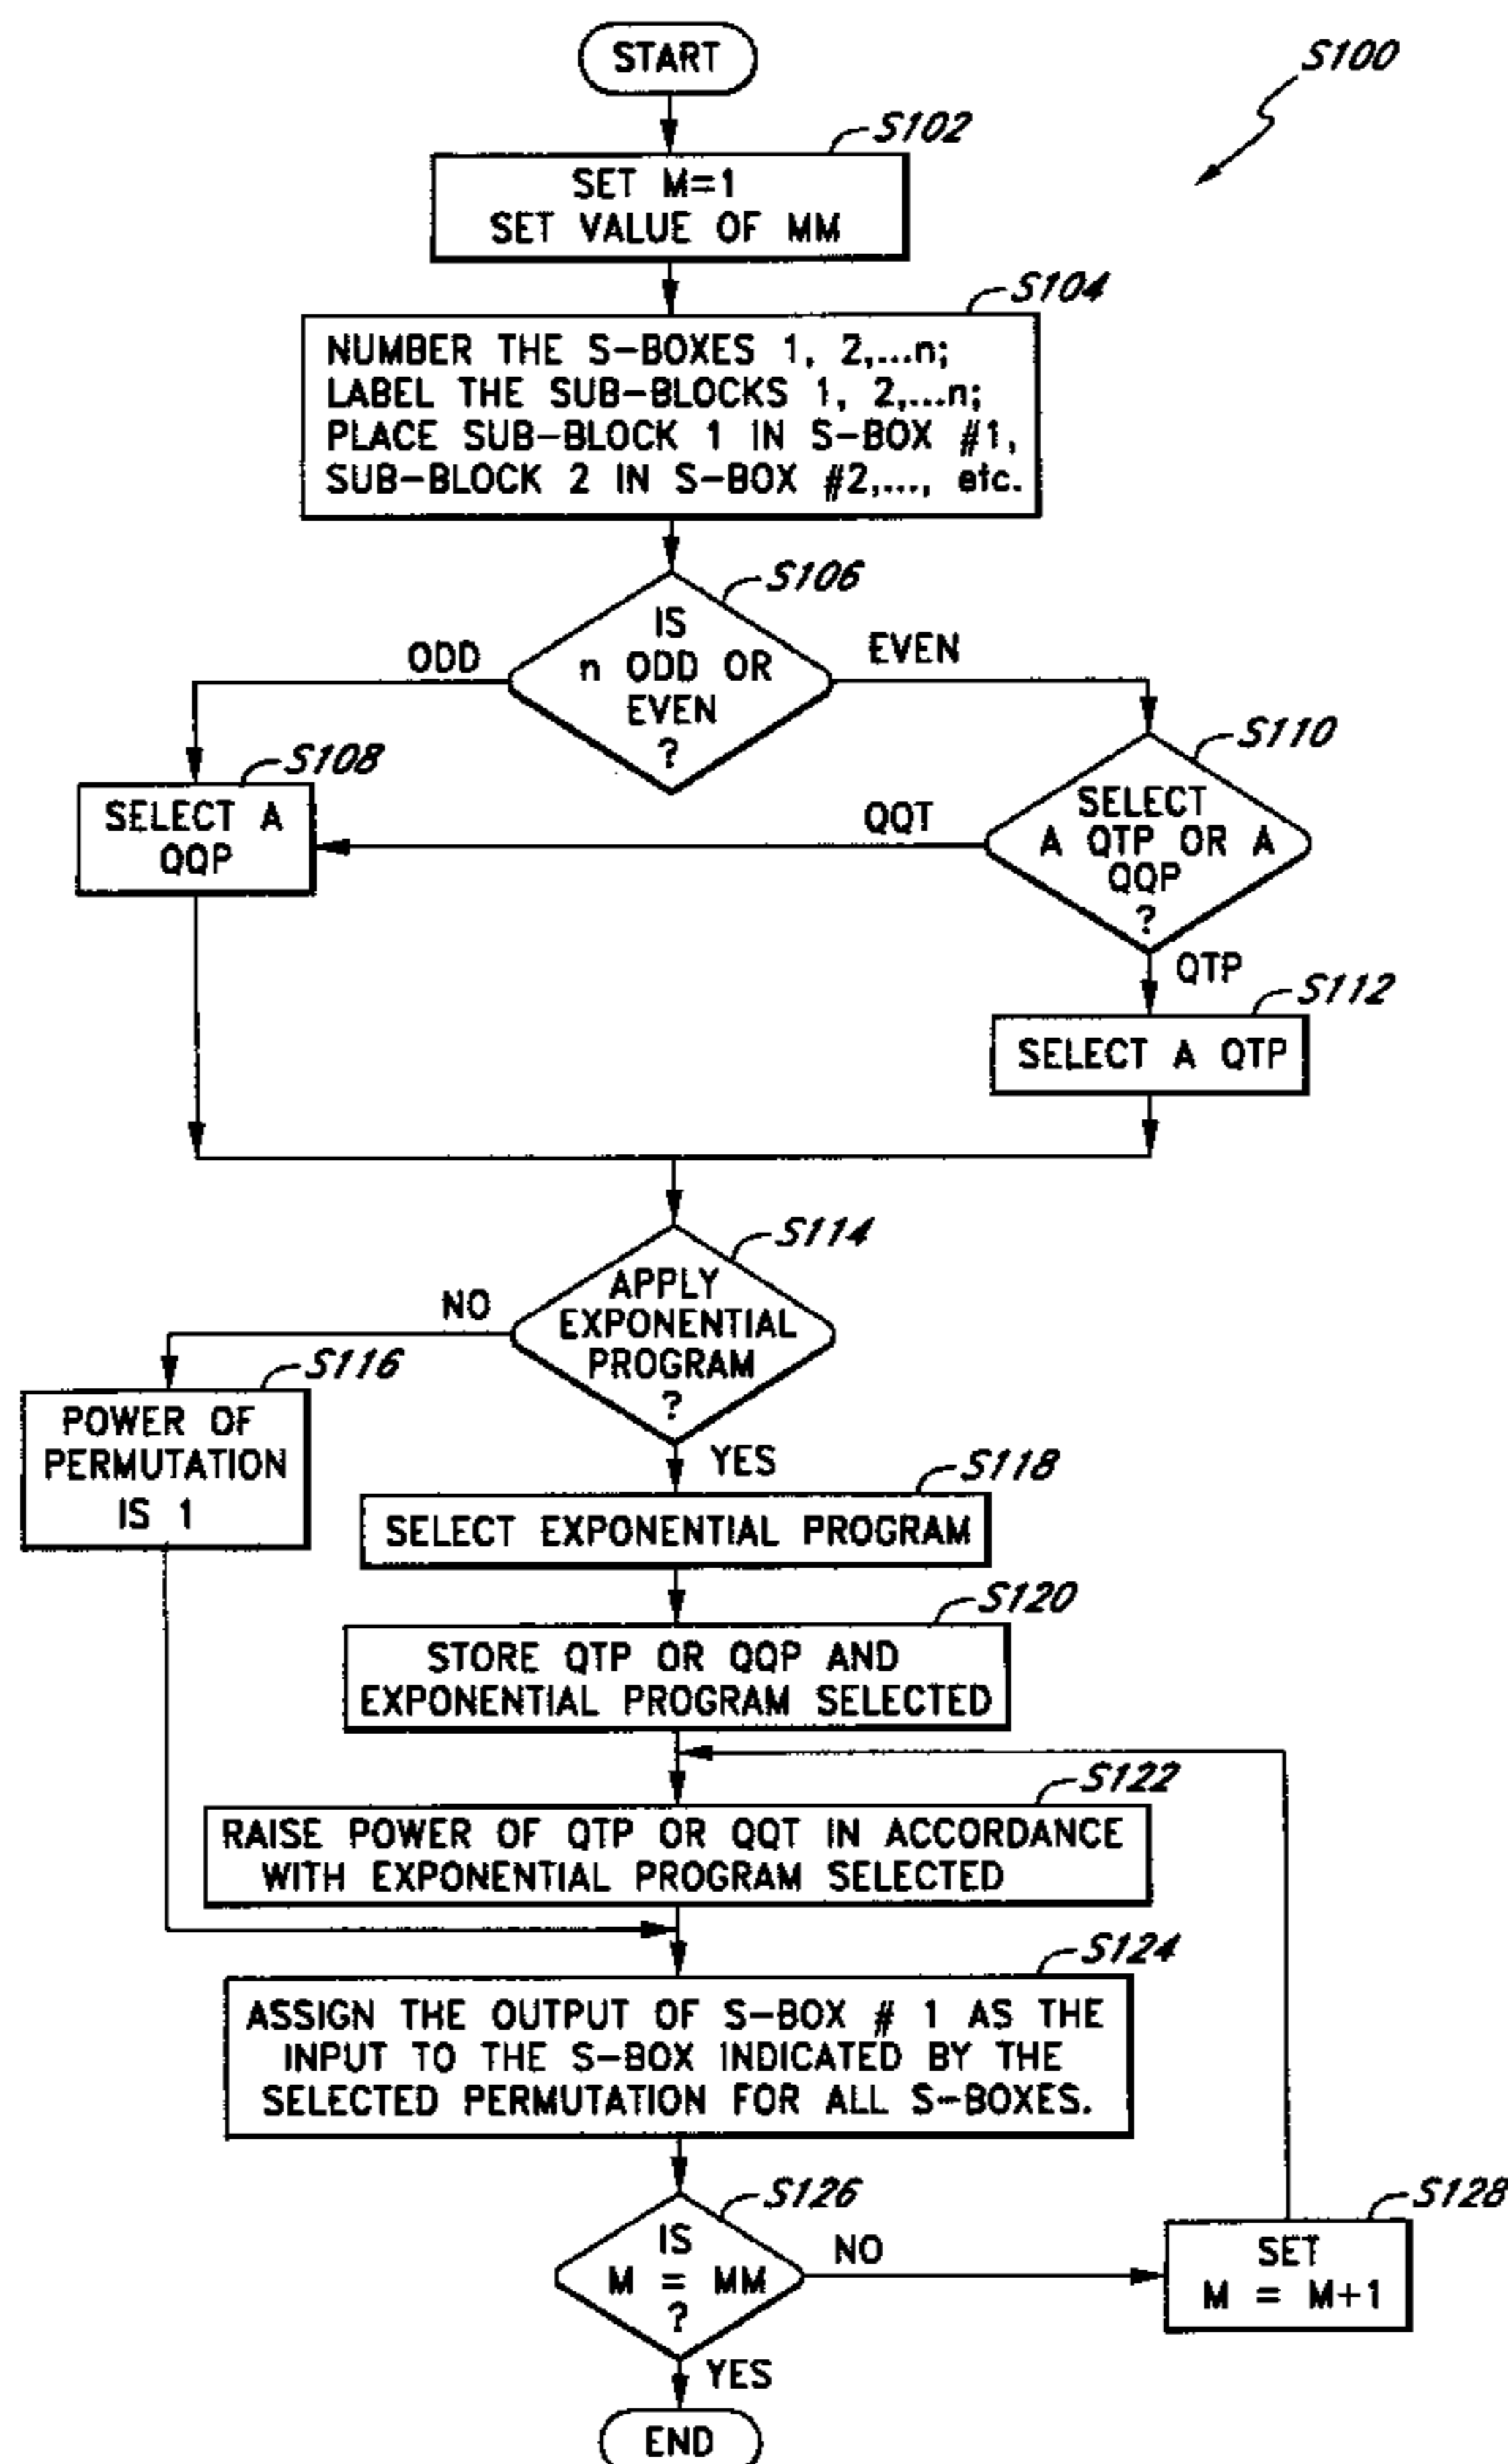 START
S100
S102
SET M=1
SET VALUE OF MM
S104
NUMBER THE S-BOXES 1, 2,...n;
LABEL THE SUB-BLOCKS 1, 2,...n;
PLACE SUB-BLOCK 1 IN S-BOX #1,
SUB-BLOCK 2 IN S-BOX #2,..., etc.
S106
IS
n ODD OR
EVEN
?
ODD
EVEN
S108
SELECT A
QQP
S110
SELECT
A QTP OR A
QQP
?
QQT
QTP
S112
SELECT A QTP
S114
APPLY
EXPONENTIAL
PROGRAM
?
NO
S116
POWER OF
PERMUTATION
IS 1
YES
S118
SELECT EXPONENTIAL PROGRAM
S120
STORE QTP OR QQP AND
EXPONENTIAL PROGRAM SELECTED
S122
RAISE POWER OF QTP OR QQT IN ACCORDANCE
WITH EXPONENTIAL PROGRAM SELECTED
S124
ASSIGN THE OUTPUT OF S-BOX # 1 AS THE
INPUT TO THE S-BOX INDICATED BY THE
SELECTED PERMUTATION FOR ALL S-BOXES.
S126
IS
M = MM
?
NO
S128
SET
M = M+1
YES
END